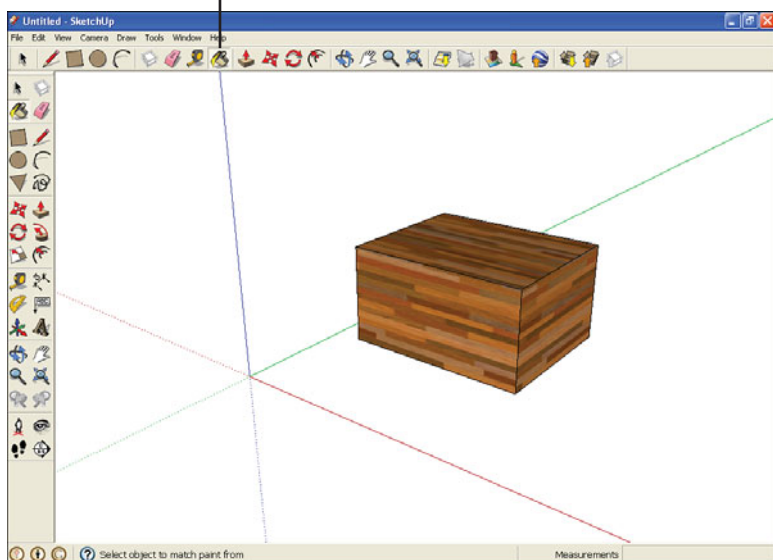 Untitled - SketchUp
File Edit View Camera Draw Tools Window Help
Select object to match paint from
Measurements